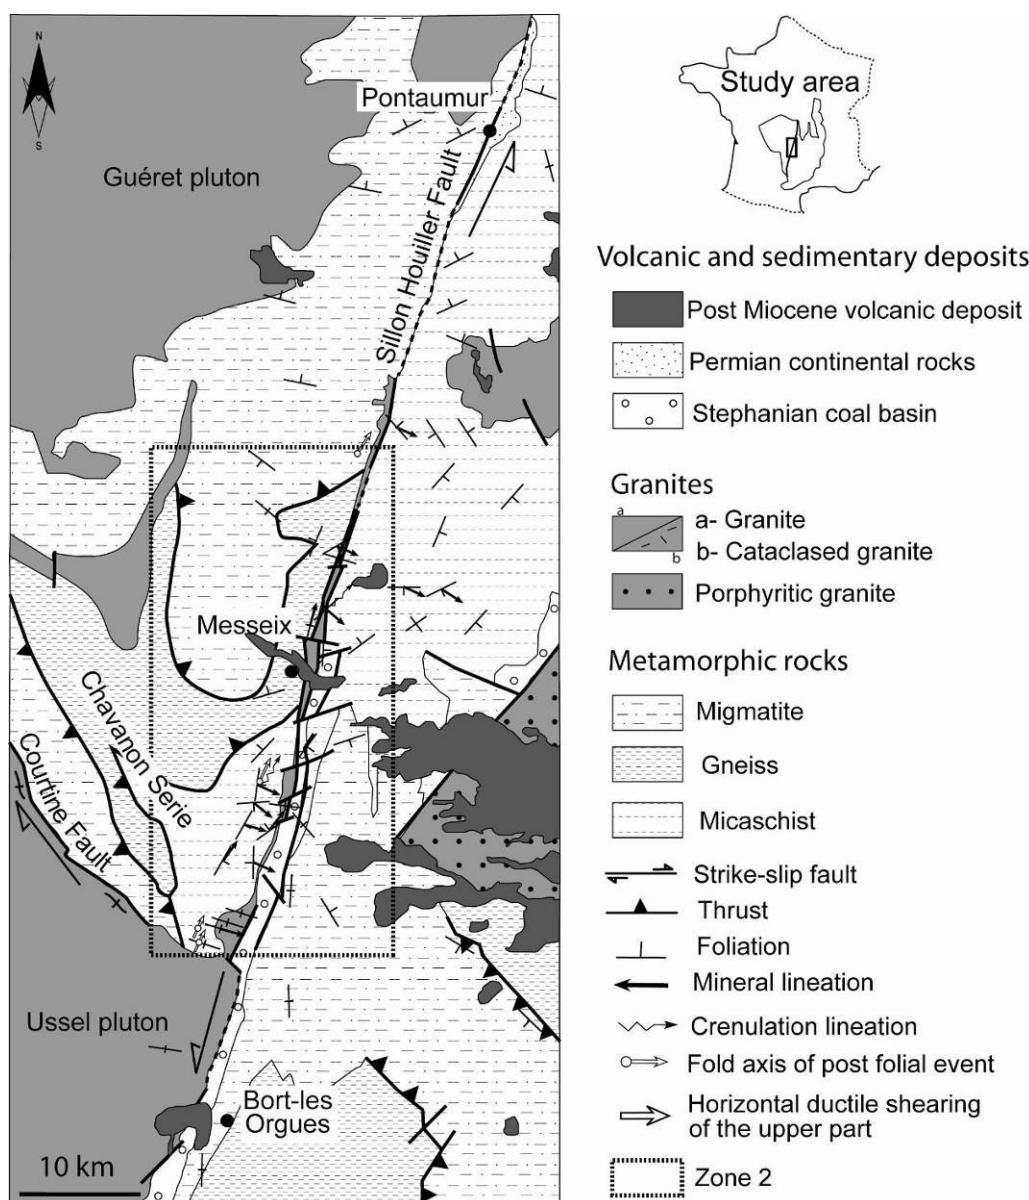 N
S
Pontaumur
Guéret pluton
Sillon Houiller Fault
Messeix
Chavanon Serie
Courtine Fault
Ussel pluton
Bort-les
Orgues
10 km
Study area
Volcanic and sedimentary deposits
Post Miocene volcanic deposit
Permian continental rocks
Stephanian coal basin
Granites
a
a- Granite
b- Cataclased granite
b
Porphyritic granite
Metamorphic rocks
Migmatite
Gneiss
Micaschist
Strike-slip fault
Thrust
Foliation
Mineral lineation
Crenulation lineation
Fold axis of post folial event
Horizontal ductile shearing
of the upper part
Zone 2